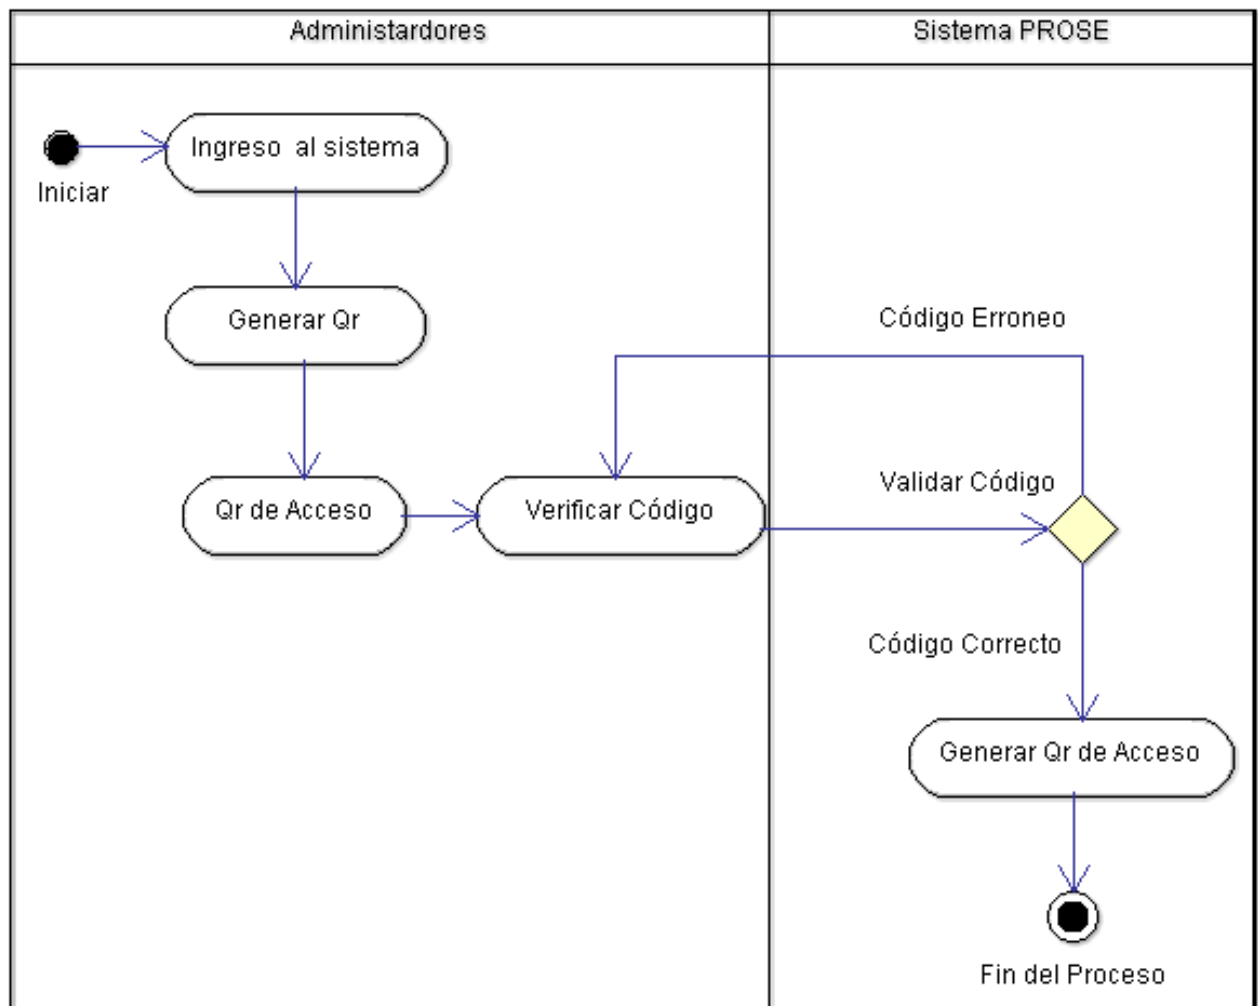 Administardores
Sistema PROSE
Ingreso al sistema
Iniciar
Generar Qr
Código Erroneo
Qr de Acceso
Verificar Código
Validar Código
Código Correcto
Generar Qr de Acceso
Fin del Proceso